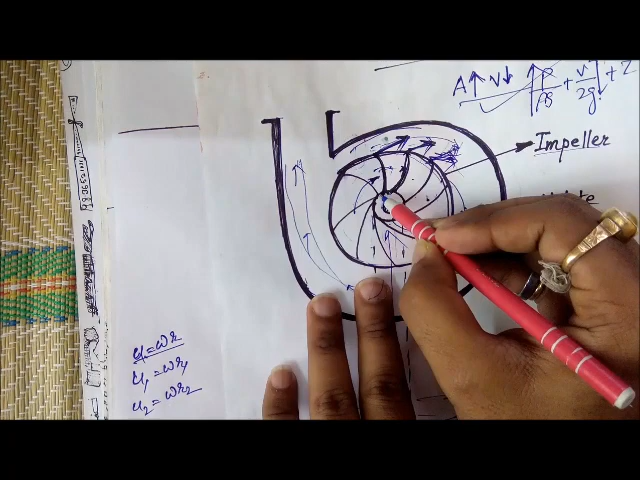 A↑ V↓ P/ρg + V²/2g + Z
Impeller
u = ωr
u₁ = ωr₁
u₂ = ωr₂